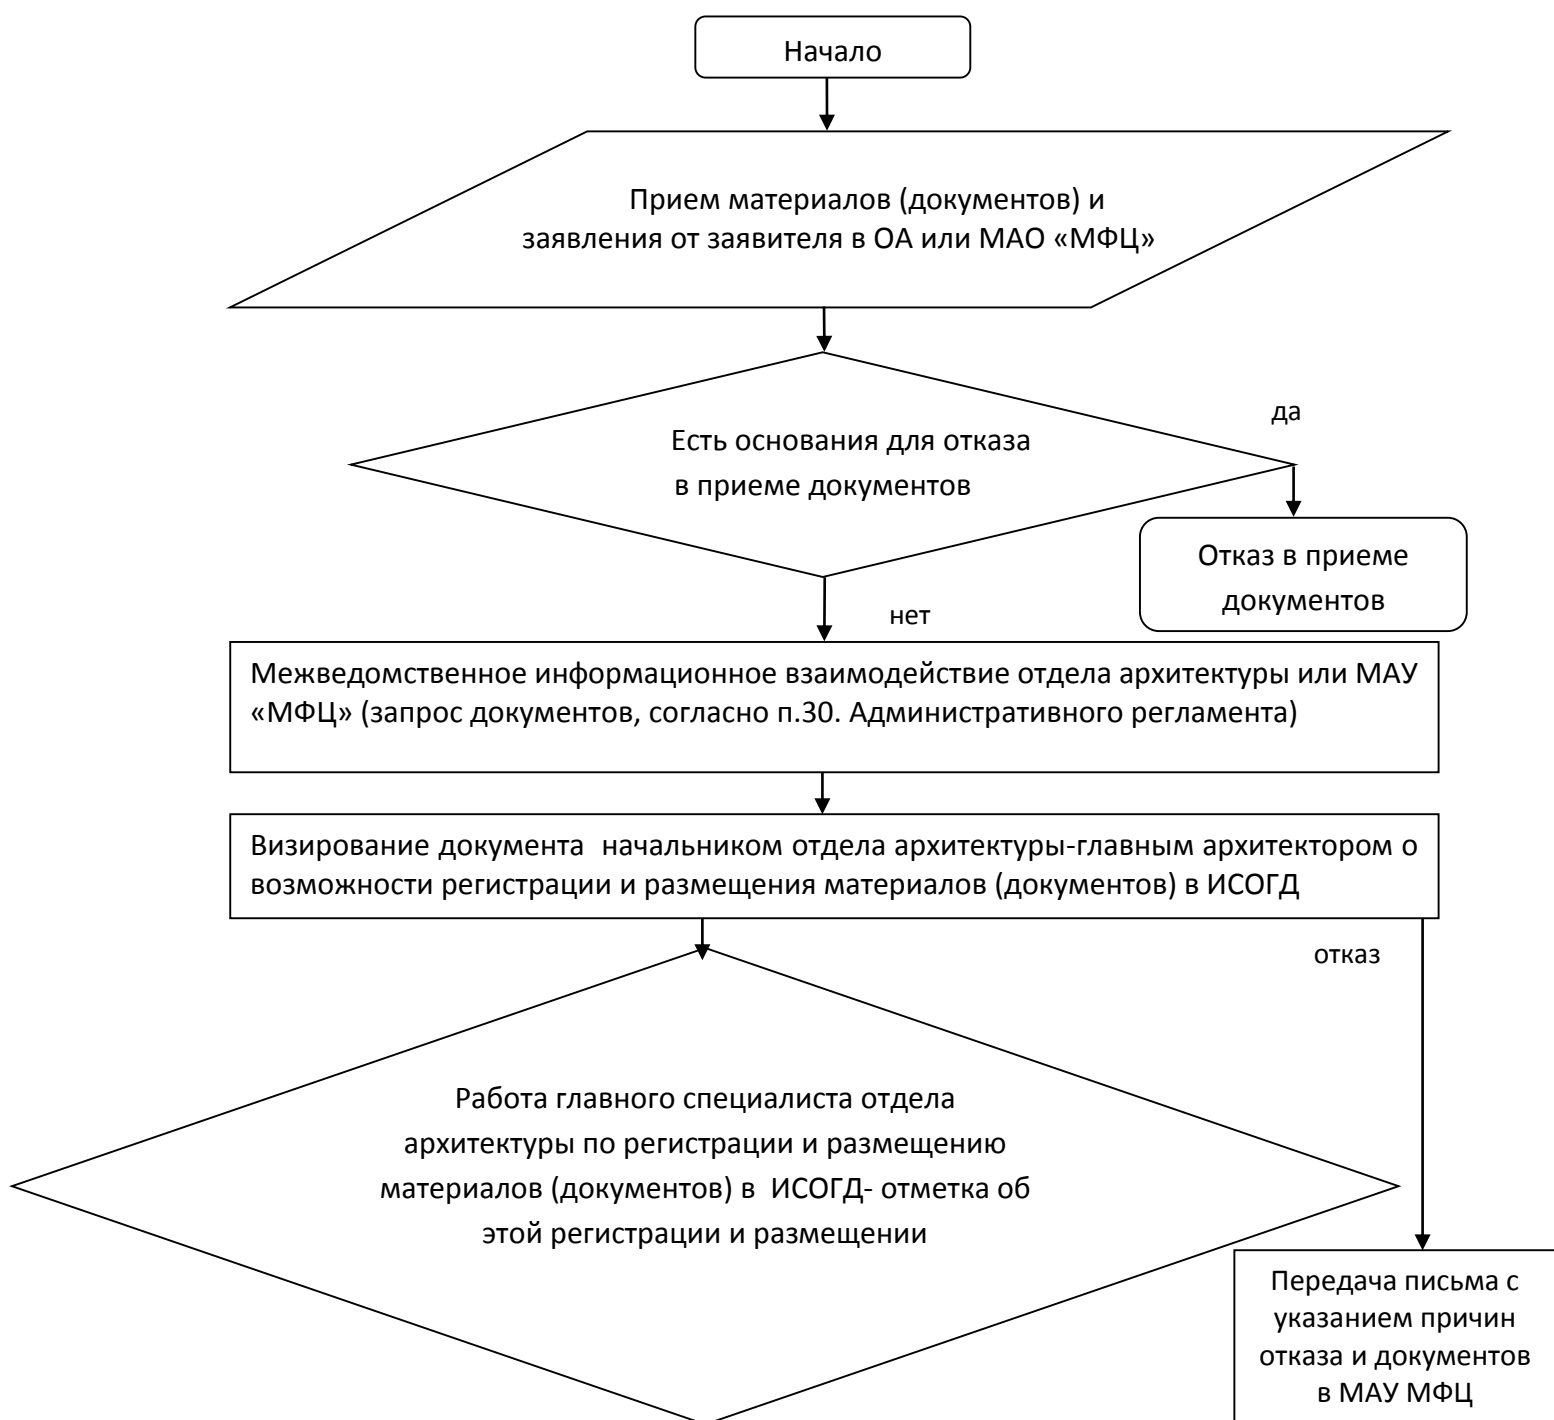 Начало
Прием материалов (документов) и
заявления от заявителя в ОА или МАО «МФЦ»
да
Есть основания для отказа
в приеме документов
Отказ в приеме
документов
нет
Межведомственное информационное взаимодействие отдела архитектуры или МАУ
«МФЦ» (запрос документов, согласно п.30. Административного регламента)
Визирование документа  начальником отдела архитектуры-главным архитектором о
возможности регистрации и размещения материалов (документов) в ИСОГД
отказ
Работа главного специалиста отдела
архитектуры по регистрации и размещению
материалов (документов) в  ИСОГД- отметка об
этой регистрации и размещении
Передача письма с
указанием причин
отказа и документов
в МАУ МФЦ